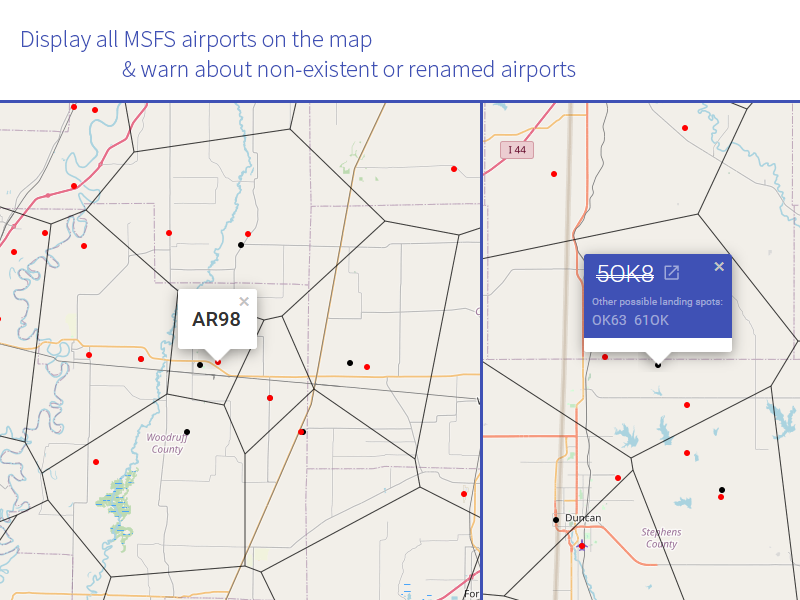 Display all MSFS airports on the map
& warn about non-existent or renamed airports
I 44
5OK8
Other possible landing spots:
OK63 61OK
AR98
Woodruff
County
Duncan
Stephens
County
For